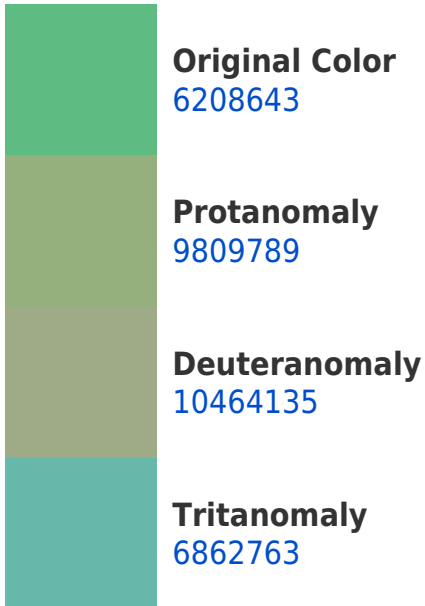 Original Color
6208643
Protanomaly
9809789
Deuteranomaly
10464135
Tritanomaly
6862763